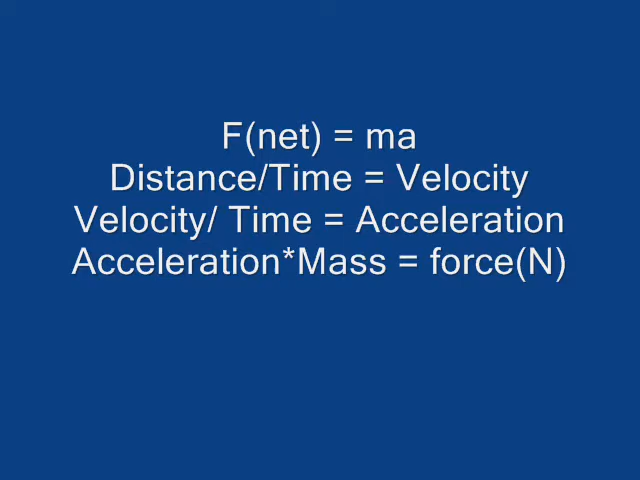 F(net) = ma
Distance/Time = Velocity
Velocity/ Time = Acceleration
Acceleration*Mass = force(N)